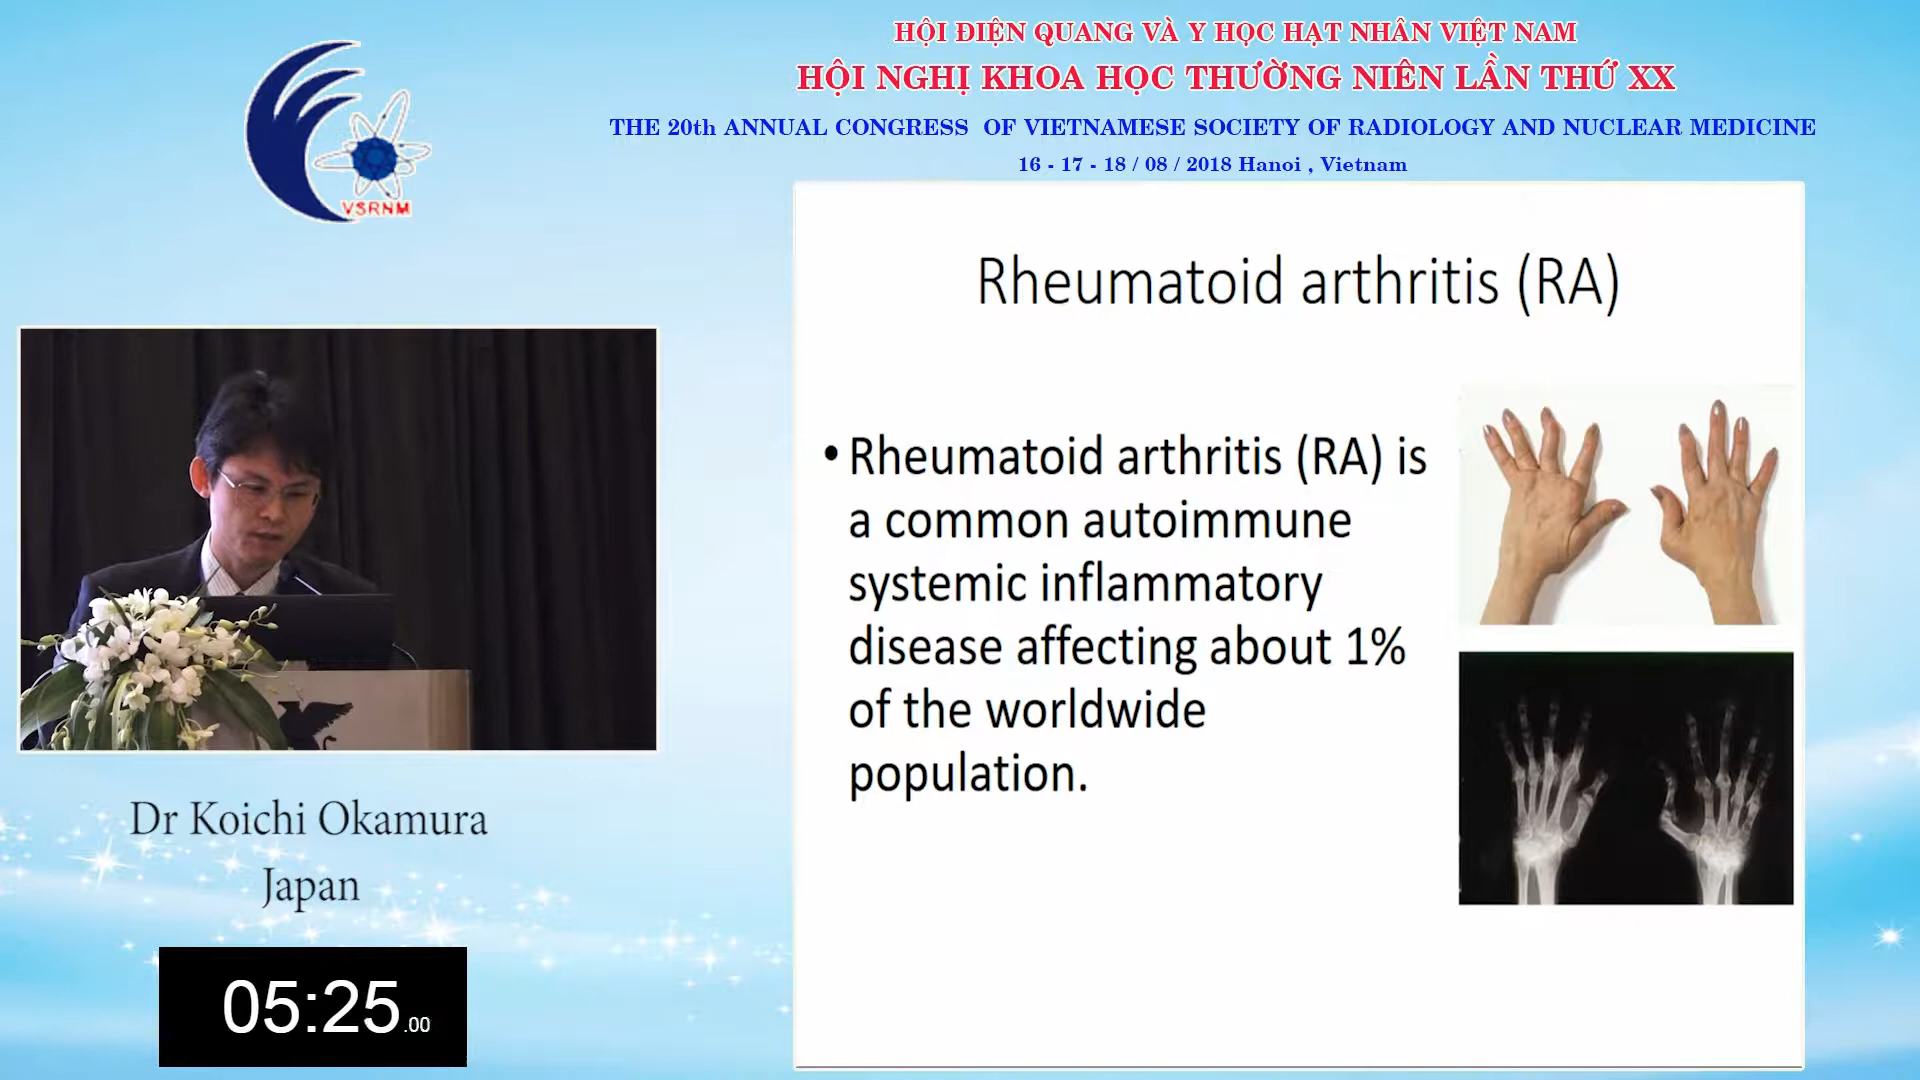 HỘI ĐIỆN QUANG VÀ Y HỌC HẠT NHÂN VIỆT NAM
HỘI NGHỊ KHOA HỌC THƯỜNG NIÊN LẦN THỨ XX
THE 20th ANNUAL CONGRESS OF VIETNAMESE SOCIETY OF RADIOLOGY AND NUCLEAR MEDICINE
16 - 17 - 18 / 08 / 2018 Hanoi , Vietnam
VSRNM
Rheumatoid arthritis (RA)
• Rheumatoid arthritis (RA) is
a common autoimmune
systemic inflammatory
disease affecting about 1%
of the worldwide
population.
Dr Koichi Okamura
Japan
05:25.00